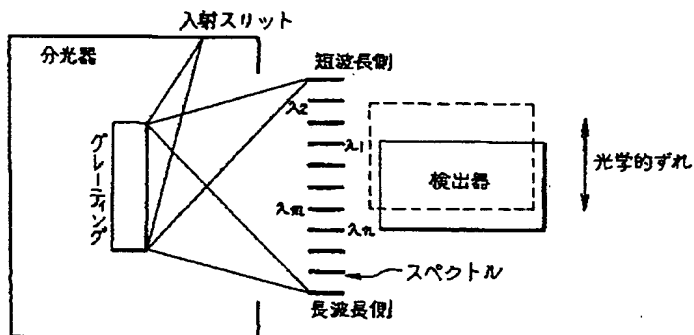 入射スリット
分光器
短波長側
グレーティング
λ2
λ1
検出器
光学的ずれ
λm
λn
スペクトル
長波長側